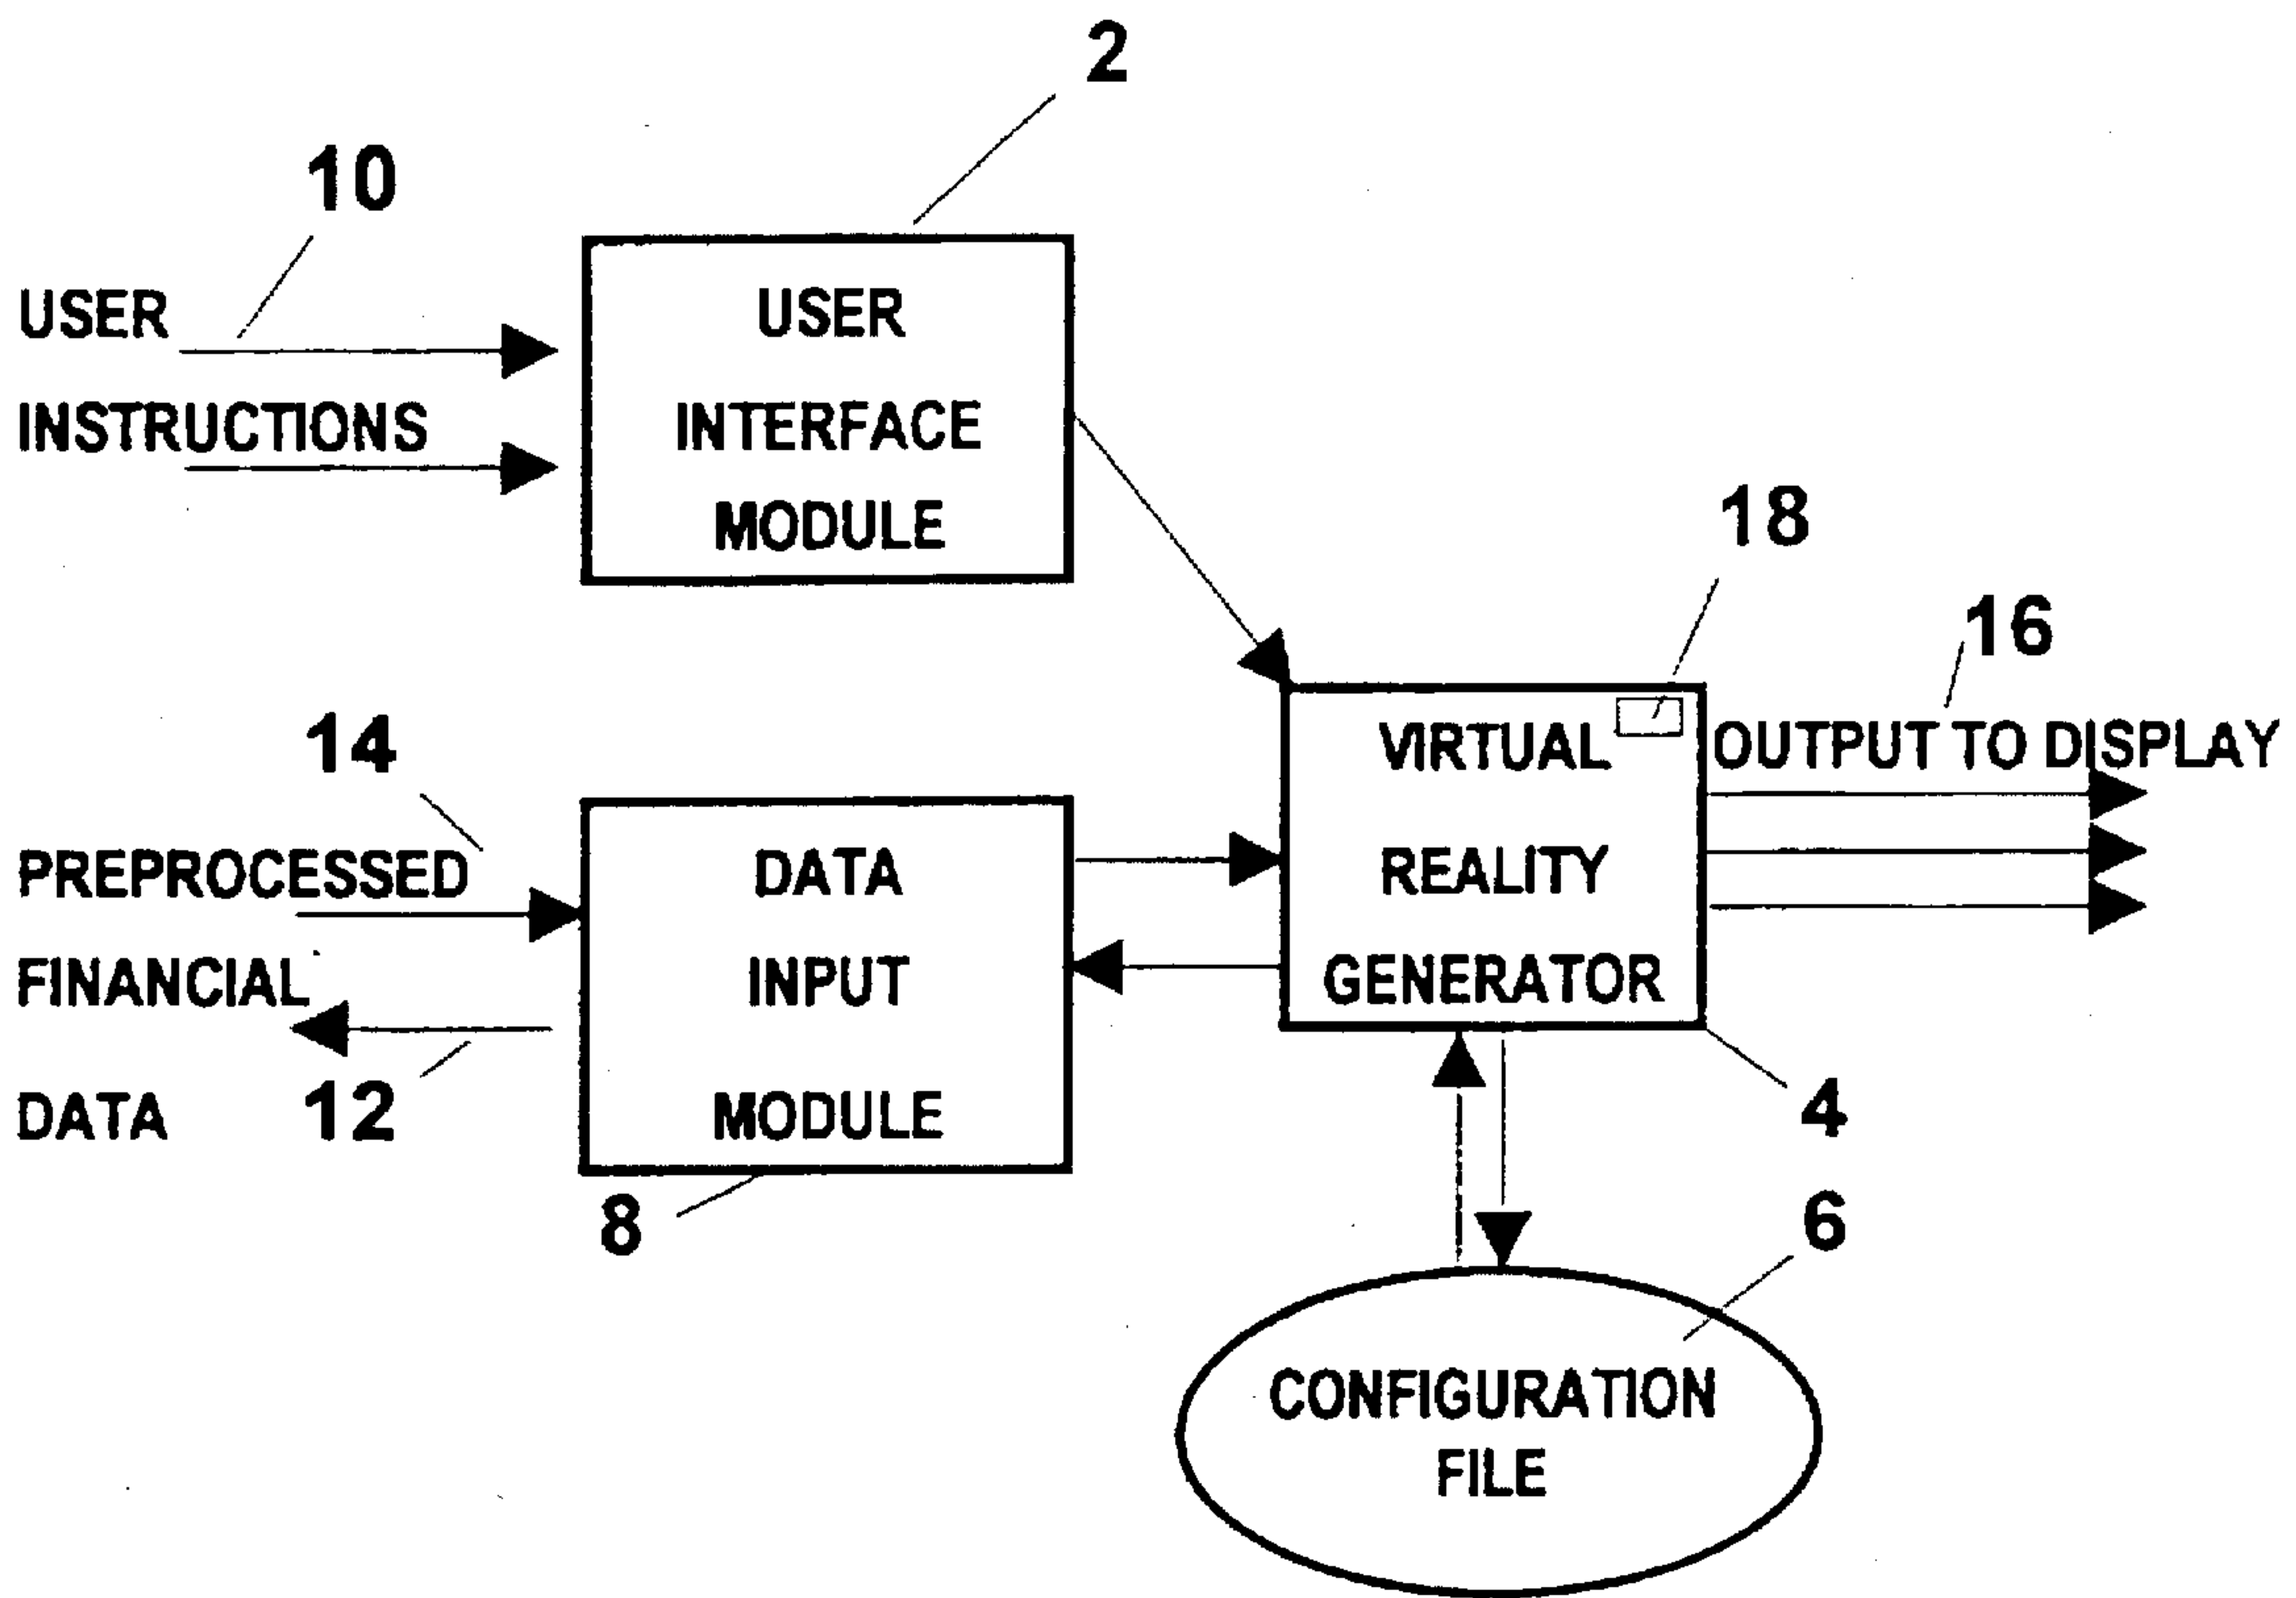 2
10
USER
INSTRUCTIONS
USER
INTERFACE
MODULE
18
16
14
PREPROCESSED
FINANCIAL
DATA
12
DATA
INPUT
MODULE
8
VIRTUAL
REALITY
GENERATOR
OUTPUT TO DISPLAY
4
6
CONFIGURATION
FILE